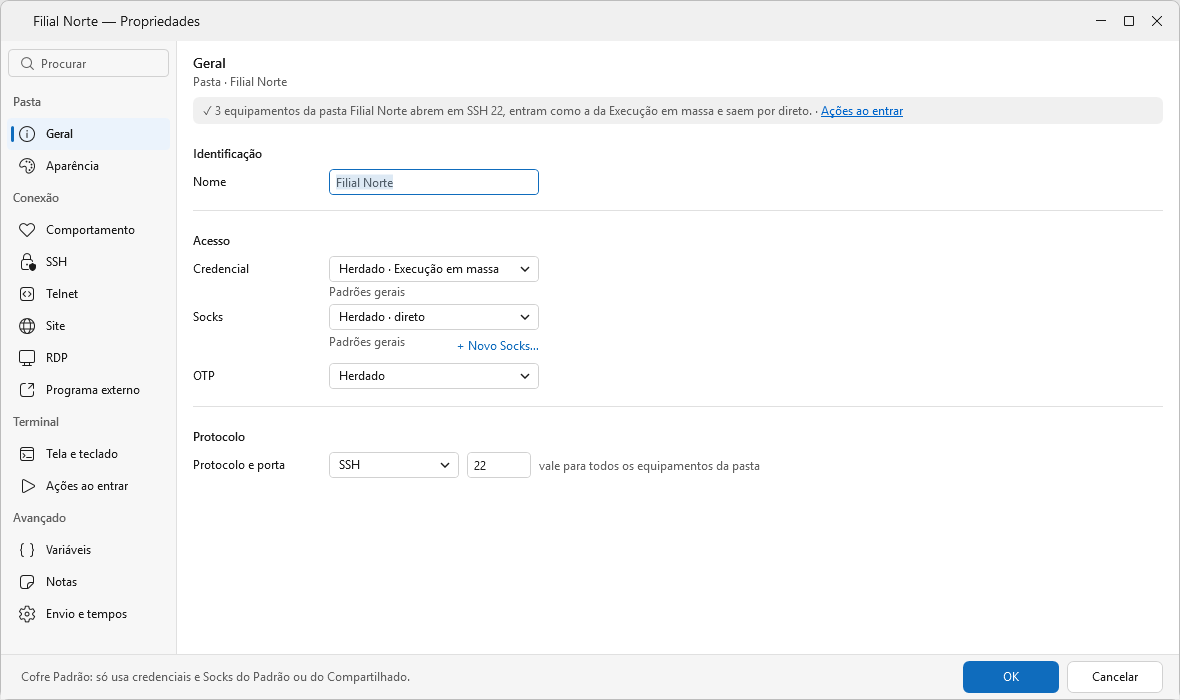 Filial Norte — Propriedades
Procurar
Pasta
Geral
Aparência
Conexão
Comportamento
SSH
Telnet
Site
RDP
Programa externo
Terminal
Tela e teclado
Ações ao entrar
Avançado
Variáveis
Notas
Envio e tempos
Geral
Pasta · Filial Norte
✓ 3 equipamentos da pasta Filial Norte abrem em SSH 22, entram como a da Execução em massa e saem por direto. · Ações ao entrar
Identificação
Nome Filial Norte
Acesso
Credencial Herdado · Execução em massa
Padrões gerais
Socks Herdado · direto
Padrões gerais + Novo Socks...
OTP Herdado
Protocolo
Protocolo e porta SSH 22 vale para todos os equipamentos da pasta
Cofre Padrão: só usa credenciais e Socks do Padrão ou do Compartilhado.
OK Cancelar